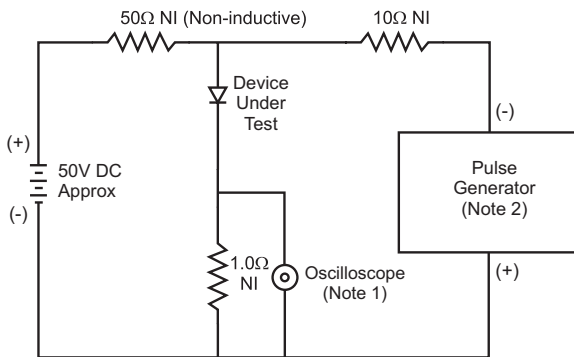 50Ω NI (Non-inductive)
10Ω NI
Device
Under
Test
(-)
(+)
50V DC
Approx
(-)
Pulse
Generator
(Note 2)
1.0Ω
NI
Oscilloscope
(Note 1)
(+)